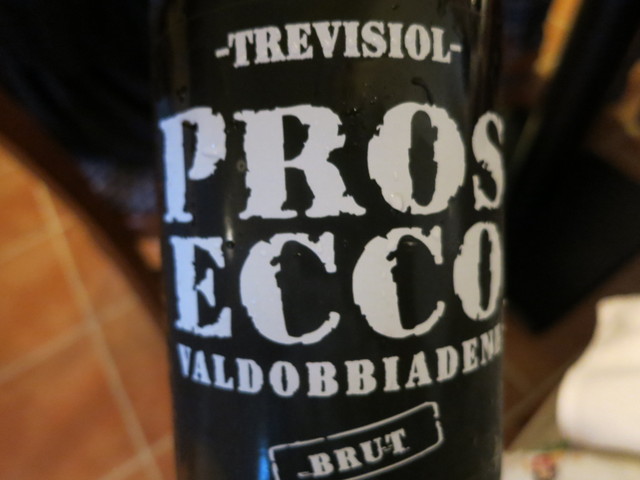 -TREVISIOL-
PROS
ECCO
VALDOBBIADENE
BRUT